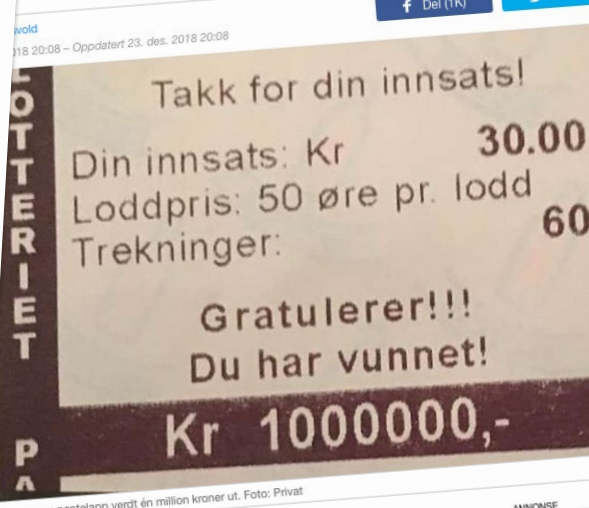 Del (1K)
18 20:08 – Oppdatert 23. des. 2018 20:08
LOTTERIET
Takk for din innsats!
Din innsats: Kr 30.00
Loddpris: 50 øre pr. lodd
Trekninger: 60
Gratulerer!!!
Du har vunnet!
Kr 1000000,-
verdt én million kroner ut. Foto: Privat
ANNONSE